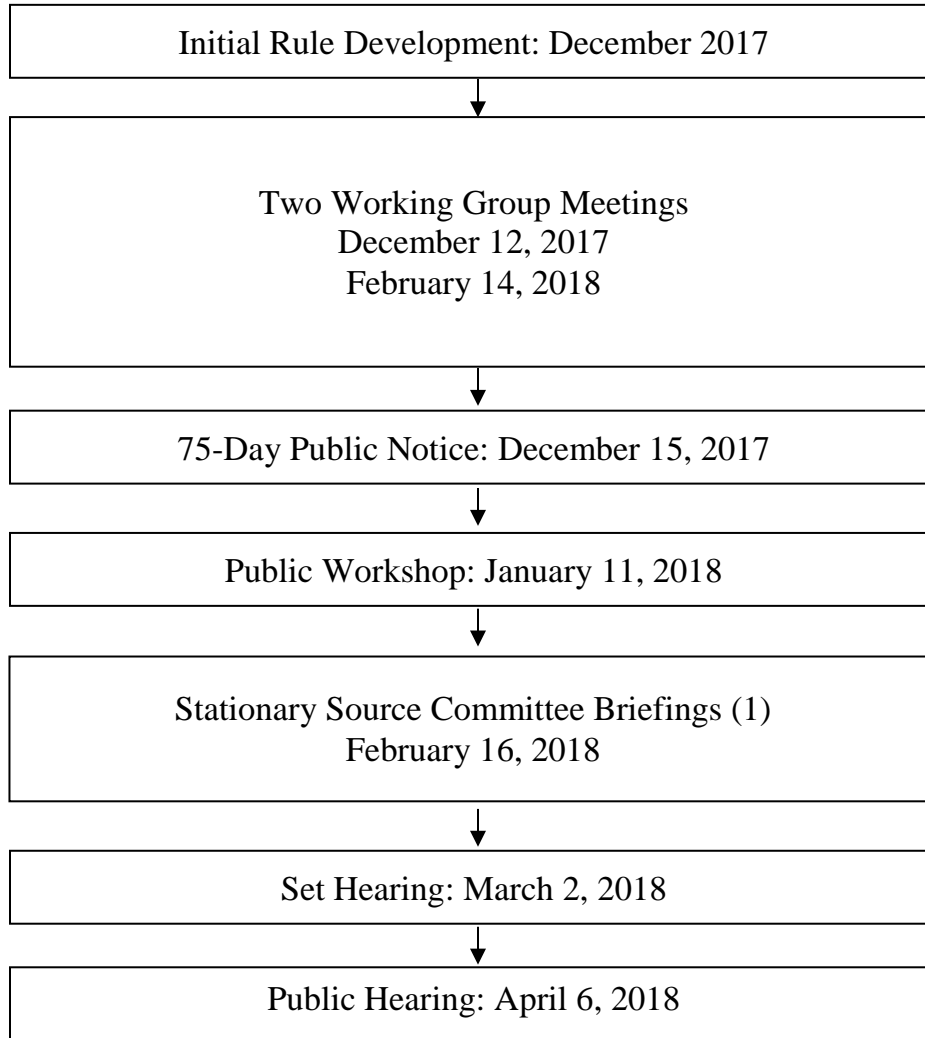 Initial Rule Development: December 2017
Two Working Group Meetings
December 12, 2017
February 14, 2018
75-Day Public Notice: December 15, 2017
Public Workshop: January 11, 2018
Stationary Source Committee Briefings (1)
February 16, 2018
Set Hearing: March 2, 2018
Public Hearing: April 6, 2018